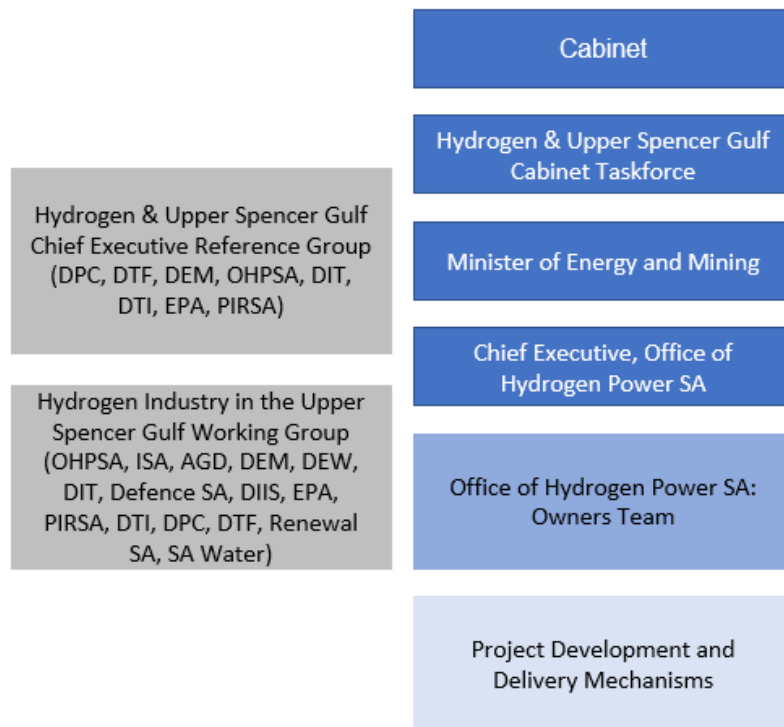 Cabinet
Hydrogen & Upper Spencer Gulf
Cabinet Taskforce
Hydrogen & Upper Spencer Gulf
Chief Executive Reference Group
(DPC, DTF, DEM, OHPSA, DIT,
DTI, EPA, PIRSA)
Minister of Energy and Mining
Chief Executive, Office of
Hydrogen Power SA
Hydrogen Industry in the Upper
Spencer Gulf Working Group
(OHPSA, ISA, AGD, DEM, DEW,
DIT, Defence SA, DIIS, EPA,
PIRSA, DTI, DPC, DTF, Renewal
SA, SA Water)
Office of Hydrogen Power SA:
Owners Team
Project Development and
Delivery Mechanisms